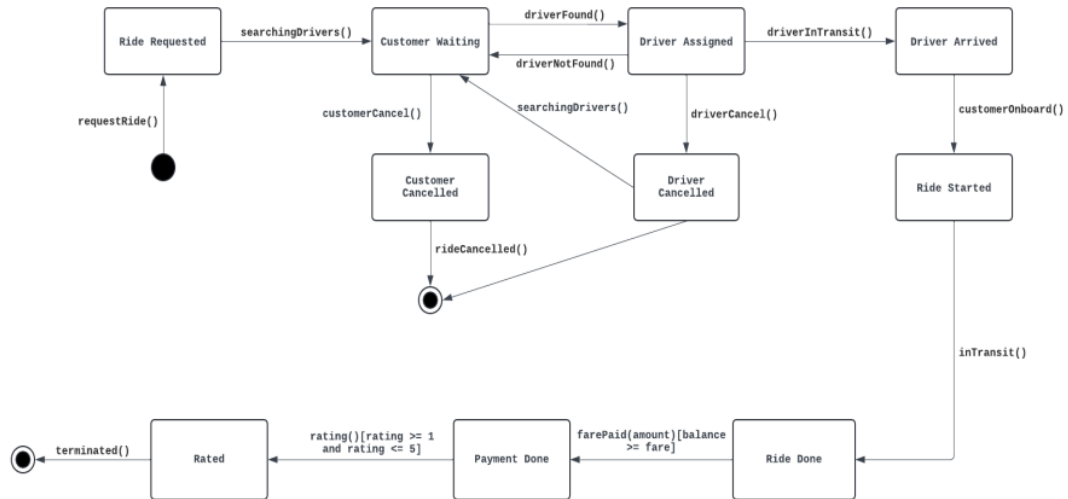 driverFound()
Ride Requested
searchingDrivers()
Customer Waiting
Driver Assigned
driverInTransit()
Driver Arrived
driverNotFound()
requestRide()
customerCancel()
searchingDrivers()
driverCancel()
customerOnboard()
Customer
Cancelled
Driver
Cancelled
Ride Started
rideCancelled()
inTransit()
terminated()
Rated
rating()[rating >= 1
and rating <= 5]
Payment Done
farePaid(amount)[balance
>= fare]
Ride Done